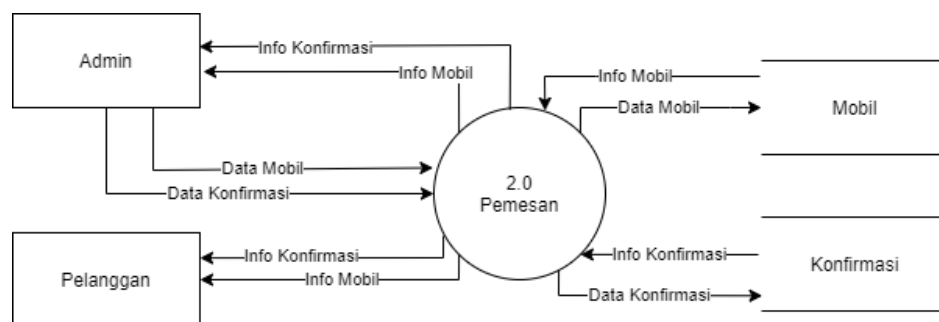 Admin
Info Konfirmasi
Info Mobil
Info Mobil
Data Mobil
Mobil
Data Mobil
Data Konfirmasi
2.0
Pemesan
Pelanggan
Info Konfirmasi
Info Mobil
Info Konfirmasi
Data Konfirmasi
Konfirmasi